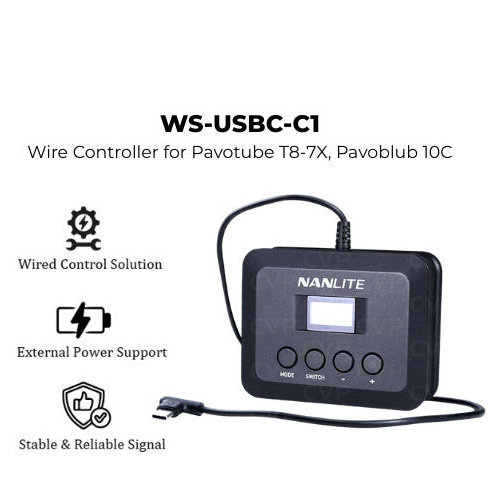 WS-USBC-C1
Wire Controller for Pavotube T8-7X, Pavoblub 10C
Wired Control Solution
External Power Support
Stable & Reliable Signal
NANLITE
MODE SWITCH - +
CVP